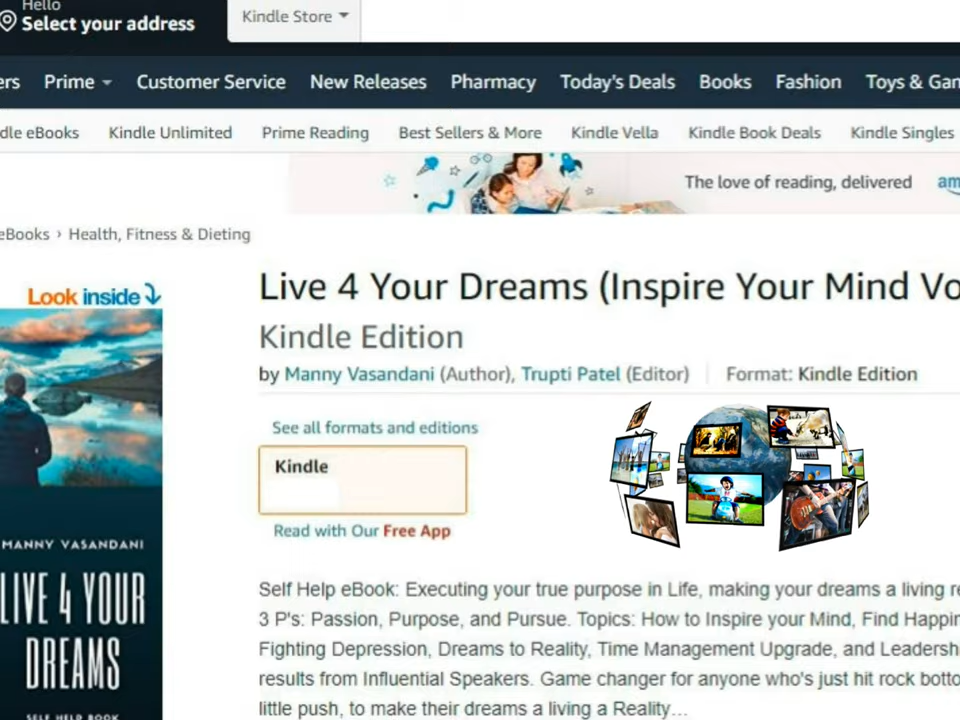 Hello
Select your address
Kindle Store
ers Prime Customer Service New Releases Pharmacy Today's Deals Books Fashion Toys & Gam
dle eBooks Kindle Unlimited Prime Reading Best Sellers & More Kindle Vella Kindle Book Deals Kindle Singles
The love of reading, delivered am
eBooks › Health, Fitness & Dieting
Look inside
Live 4 Your Dreams (Inspire Your Mind Vo
Kindle Edition
by Manny Vasandani (Author), Trupti Patel (Editor) Format: Kindle Edition
See all formats and editions
Kindle
Read with Our Free App
MANNY VASANDANI
LIVE 4 YOUR
DREAMS
SELF HELP BOOK
Self Help eBook: Executing your true purpose in Life, making your dreams a living re
3 P's: Passion, Purpose, and Pursue. Topics: How to Inspire your Mind, Find Happin
Fighting Depression, Dreams to Reality, Time Management Upgrade, and Leadershi
results from Influential Speakers. Game changer for anyone who's just hit rock botto
little push, to make their dreams a living a Reality...